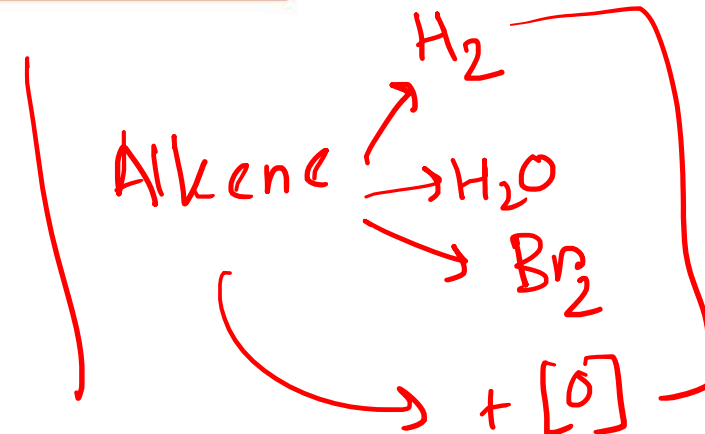 H2
Alkene
H2O
Br2
+ [O]